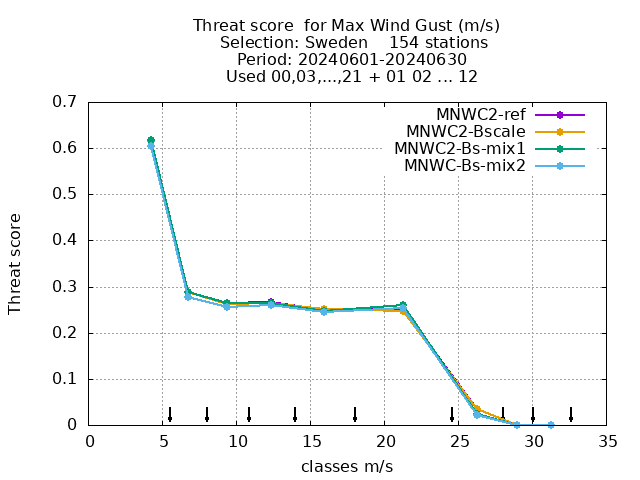 Threat score  for Max Wind Gust (m/s)
Selection: Sweden    154 stations
Period: 20240601-20240630
Used 00,03,...,21 + 01 02 ... 12
MNWC2-ref
MNWC2-Bscale
MNWC2-Bs-mix1
MNWC-Bs-mix2
Threat score
0.7
0.6
0.5
0.4
0.3
0.2
0.1
0
0 5 10 15 20 25 30 35
classes m/s